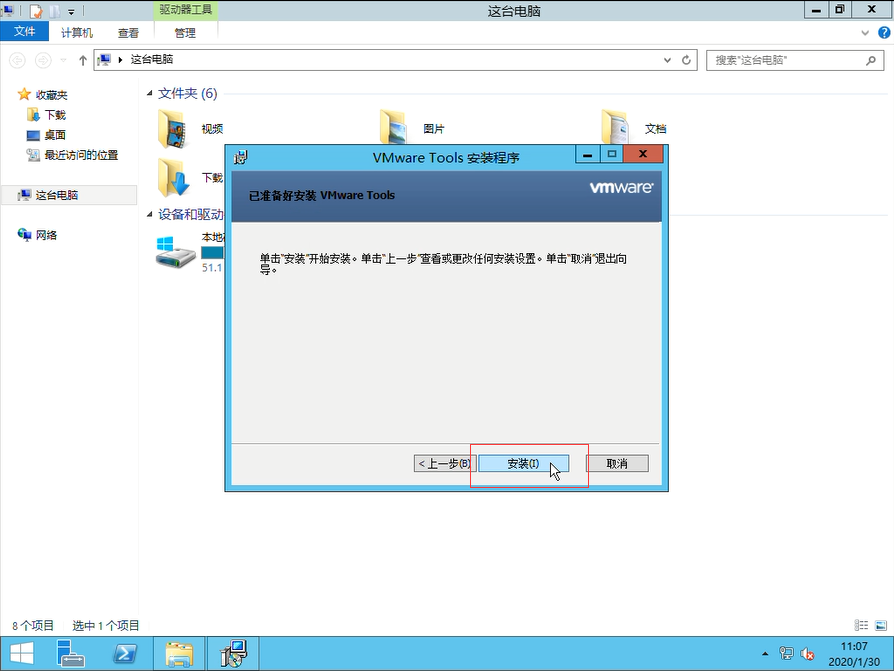 驱动器工具
这台电脑
文件
计算机
查看
管理
这台电脑
搜索"这台电脑"
收藏夹
下载
桌面
最近访问的位置
这台电脑
网络
文件夹 (6)
视频
图片
文档
下载
设备和驱动
本地
51.1
VMware Tools 安装程序
已准备好安装 VMware Tools
vmware
单击"安装"开始安装。单击"上一步"查看或更改任何安装设置。单击"取消"退出向
导。
< 上一步(B)
安装(I)
取消
8 个项目
选中 1 个项目
11:07
2020/1/30